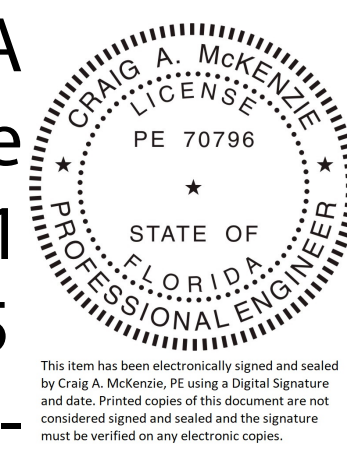 A
e
1
5
-
CRAIG A. McKENZIE
LICENSE
PE 70796
STATE OF
FLORIDA
PROFESSIONAL ENGINEER
This item has been electronically signed and sealed
by Craig A. McKenzie, PE using a Digital Signature
and date. Printed copies of this document are not
considered signed and sealed and the signature
must be verified on any electronic copies.